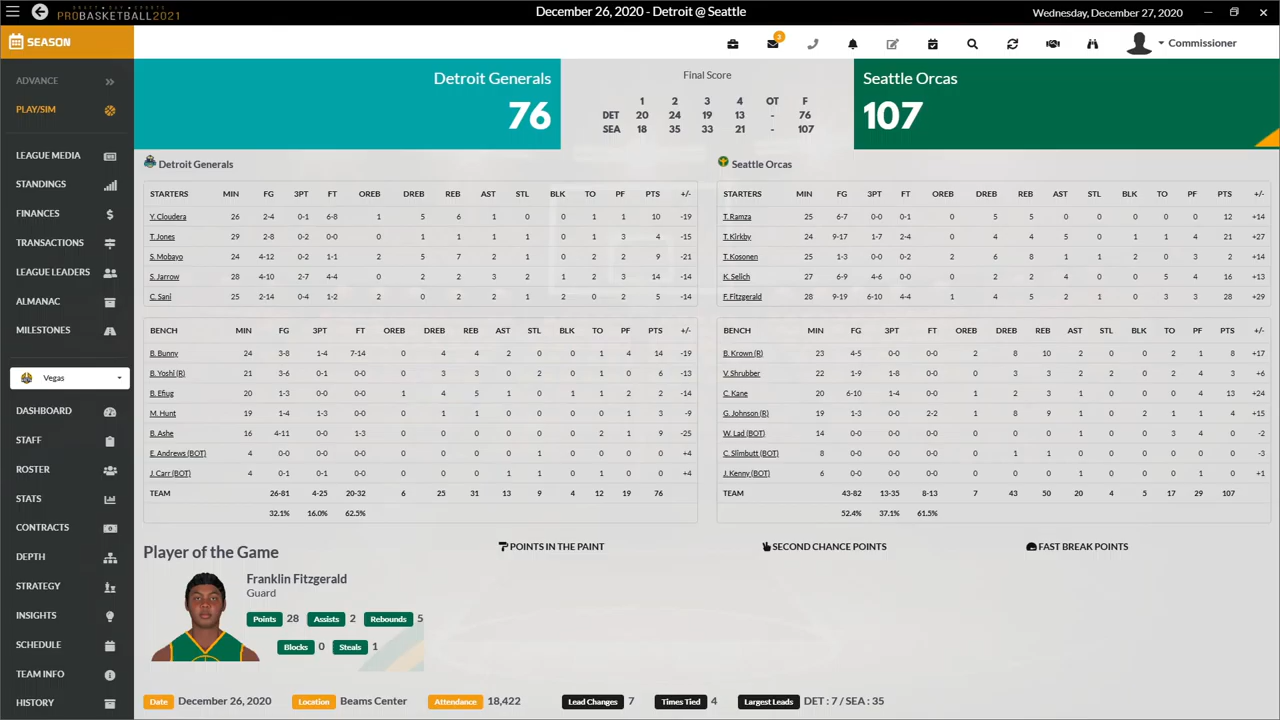 DRAFT · DAY · SPORTS
PROBASKETBALL2021
December 26, 2020 - Detroit @ Seattle
Wednesday, December 27, 2020
SEASON
2
Commissioner
ADVANCE
PLAY/SIM
LEAGUE MEDIA
STANDINGS
FINANCES
TRANSACTIONS
LEAGUE LEADERS
ALMANAC
MILESTONES
Vegas
DASHBOARD
STAFF
ROSTER
STATS
CONTRACTS
DEPTH
STRATEGY
INSIGHTS
SCHEDULE
TEAM INFO
HISTORY
Detroit Generals
76
Final Score
1 2 3 4 OT F
DET 20 24 19 13 - 76
SEA 18 35 33 21 - 107
Seattle Orcas
107
Detroit Generals
STARTERS MIN FG 3PT FT OREB DREB REB AST STL BLK TO PF PTS +/-
Y. Cloudera 26 2-4 0-1 6-8 1 5 6 1 0 0 1 1 10 -19
T. Jones 29 2-8 0-2 0-0 0 1 1 1 1 0 1 3 4 -15
S. Mobayo 24 4-12 0-2 1-1 2 5 7 2 1 0 2 2 9 -21
S. Jarrow 28 4-10 2-7 4-4 0 2 2 3 2 1 2 3 14 -14
C. Sani 25 2-14 0-4 1-2 2 0 2 2 1 2 0 2 5 -14
BENCH MIN FG 3PT FT OREB DREB REB AST STL BLK TO PF PTS +/-
B. Bunny 24 3-8 1-4 7-14 0 4 4 2 0 0 1 4 14 -19
B. Yoshl (R) 21 3-6 0-1 0-0 0 3 3 0 2 0 1 0 6 -13
B. Efiug 20 1-3 0-0 0-0 1 4 5 1 0 1 1 2 2 -14
M. Hunt 19 1-4 1-3 0-0 0 1 1 0 0 0 0 1 3 -9
B. Ashe 16 4-11 0-0 1-3 0 0 0 0 0 0 2 1 9 -25
E. Andrews (BOT) 4 0-0 0-0 0-0 0 0 0 0 1 0 0 0 0 +4
J. Carr (BOT) 4 0-1 0-1 0-0 0 0 0 1 1 0 1 0 0 +4
TEAM 26-81 4-25 20-32 6 25 31 13 9 4 12 19 76
32.1% 16.0% 62.5%
Seattle Orcas
STARTERS MIN FG 3PT FT OREB DREB REB AST STL BLK TO PF PTS +/-
T. Ramza 25 6-7 0-0 0-1 0 5 5 0 0 0 2 2 12 +14
T. Kirkby 24 9-17 1-7 2-4 0 4 4 5 0 1 1 4 21 +27
T. Kosonen 25 1-3 0-0 0-2 2 6 8 1 1 2 0 3 2 +14
K. Selich 22 6-9 4-6 0-0 0 2 2 4 0 0 5 4 16 +13
F. Fitzgerald 28 9-19 6-10 4-4 1 4 5 2 1 0 3 3 28 +29
BENCH MIN FG 3PT FT OREB DREB REB AST STL BLK TO PF PTS +/-
B. Krown (R) 23 4-5 0-0 0-0 2 8 10 2 0 0 2 1 8 +17
V. Shrubber 22 1-9 1-8 0-0 0 3 3 2 2 0 2 4 3 +6
C. Kane 20 6-10 1-4 0-0 1 2 3 1 0 0 0 4 13 +24
G. Johnson (R) 19 1-3 0-0 2-2 1 8 9 1 0 2 1 1 4 +15
W. Lad (BOT) 14 0-0 0-0 0-0 0 0 0 1 0 0 3 4 0 -2
C. Slimbutt (BOT) 8 0-0 0-0 0-0 0 1 1 0 0 0 0 0 0 -3
J. Kenny (BOT) 6 0-0 0-0 0-0 0 0 0 1 0 0 1 0 0 +1
TEAM 43-82 13-35 8-13 7 43 50 20 4 5 17 29 107
52.4% 37.1% 61.5%
Player of the Game
POINTS IN THE PAINT
SECOND CHANCE POINTS
FAST BREAK POINTS
Franklin Fitzgerald
Guard
Points 28 Assists 2 Rebounds 5
Blocks 0 Steals 1
Date December 26, 2020 Location Beams Center Attendance 18,422 Lead Changes 7 Times Tied 4 Largest Leads DET : 7 / SEA : 35